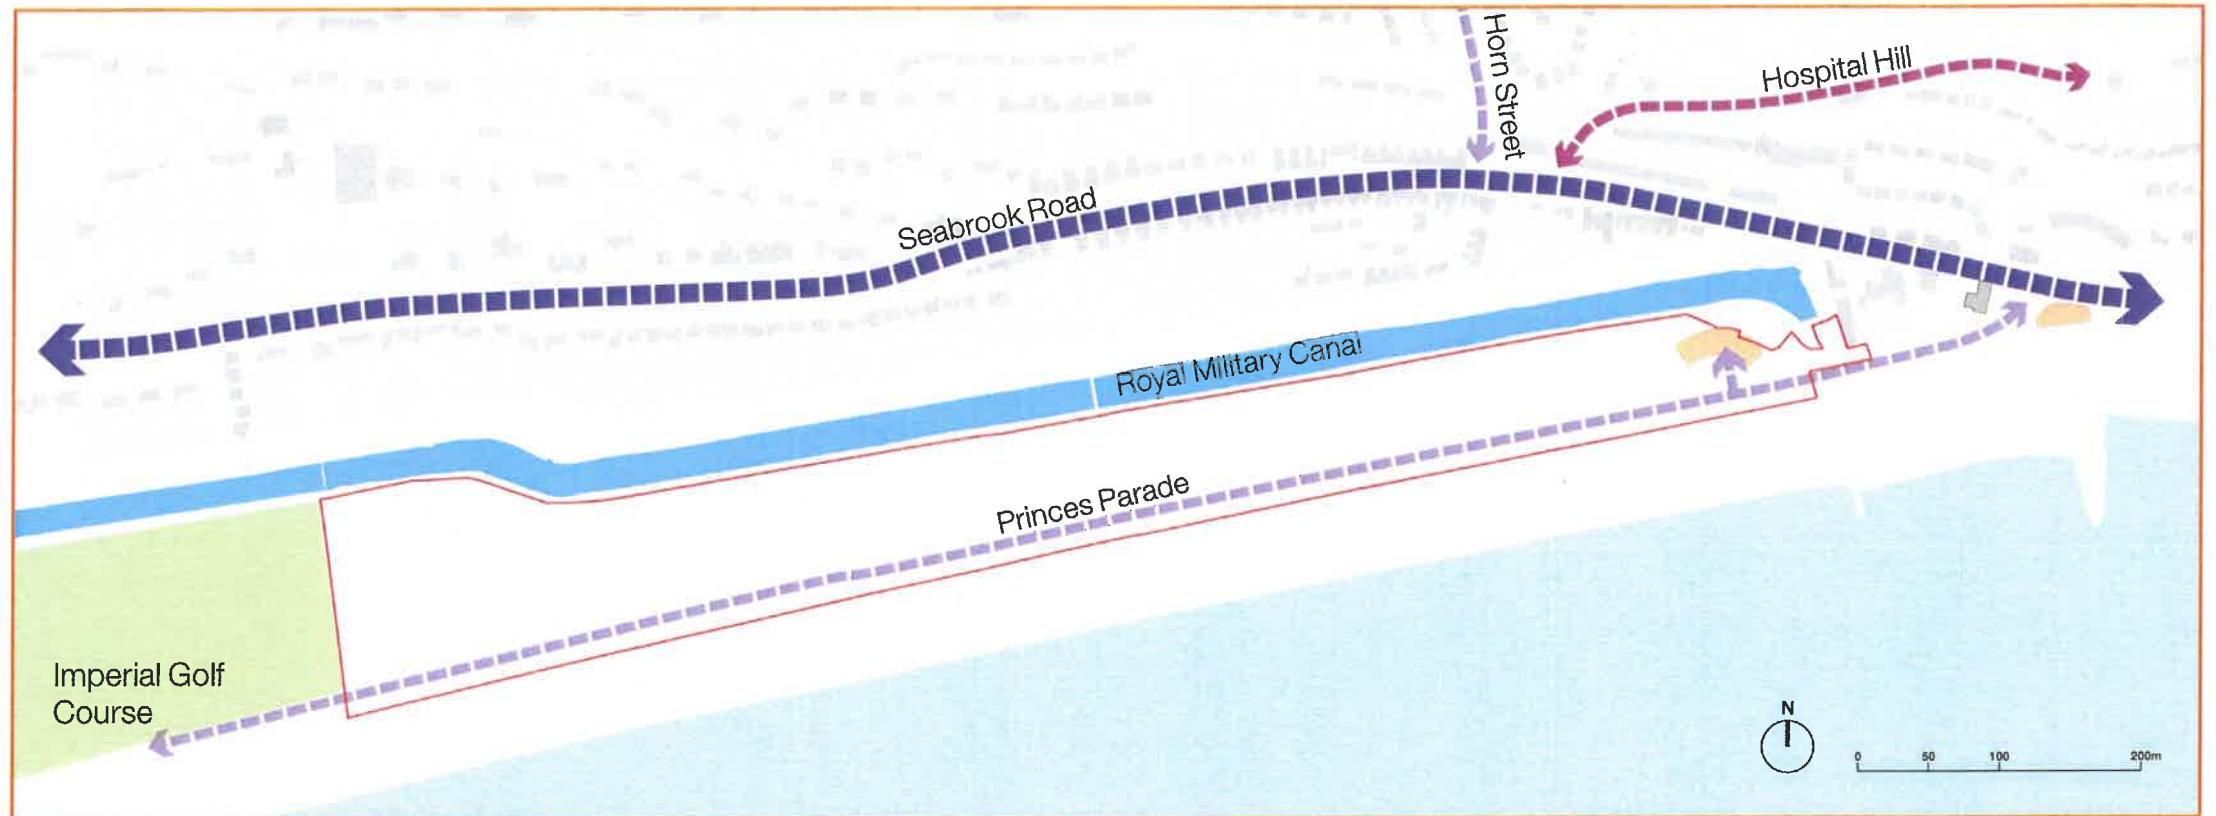 Horn Street
Hospital Hill
Seabrook Road
Royal Military Canal
Princes Parade
Imperial Golf
Course
N
0 50 100 200m